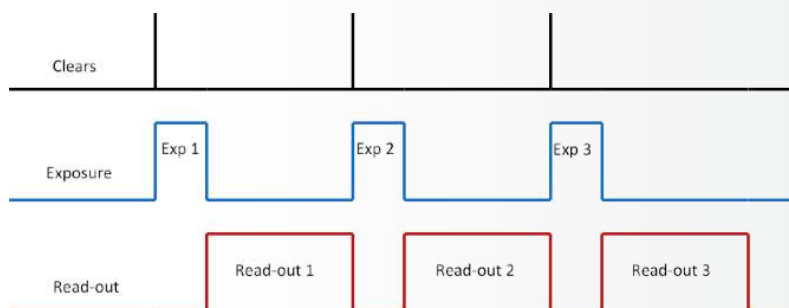 Clears
Exp 1
Exp 2
Exp 3
Exposure
Read-out 1
Read-out 2
Read-out 3
Read-out